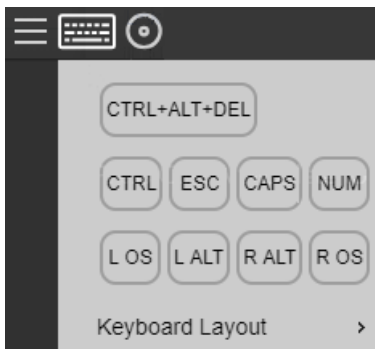 CTRL+ALT+DEL
CTRL ESC CAPS NUM
L OS L ALT R ALT R OS
Keyboard Layout >